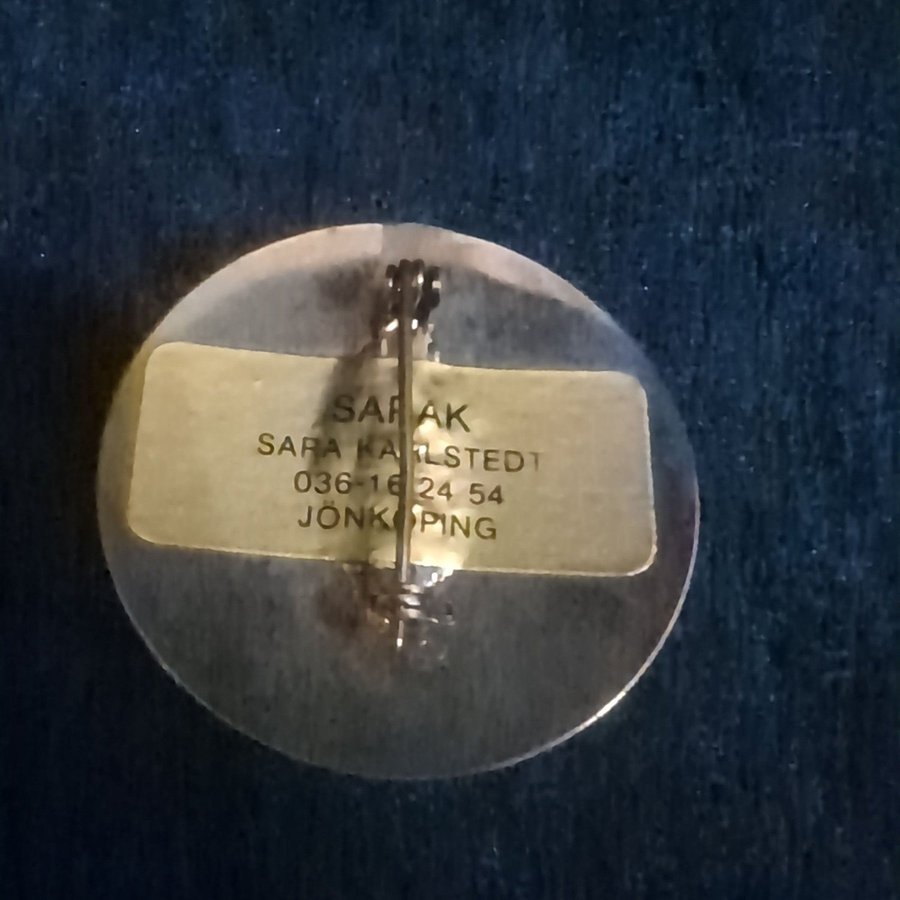 SARAK
SARA KARLSTEDT
036-16 24 54
JÖNKÖPING